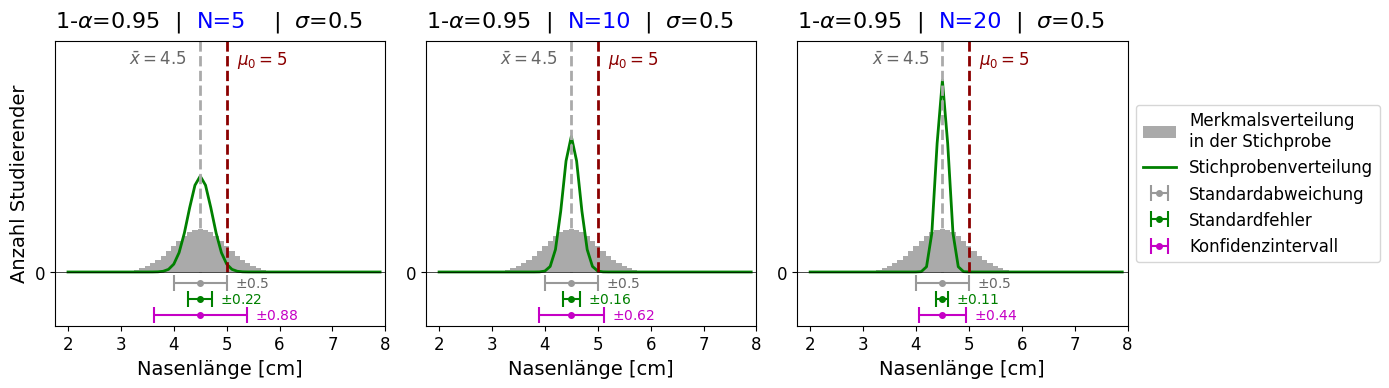 1-α=0.95 | N=5 | σ=0.5
x̄ = 4.5
μ₀ = 5
Anzahl Studierender
0
±0.5
±0.22
±0.88
2 3 4 5 6 7 8
Nasenlänge [cm]
1-α=0.95 | N=10 | σ=0.5
x̄ = 4.5
μ₀ = 5
0
±0.5
±0.16
±0.62
2 3 4 5 6 7 8
Nasenlänge [cm]
1-α=0.95 | N=20 | σ=0.5
x̄ = 4.5
μ₀ = 5
0
±0.5
±0.11
±0.44
2 3 4 5 6 7 8
Nasenlänge [cm]
Merkmalsverteilung
in der Stichprobe
Stichprobenverteilung
Standardabweichung
Standardfehler
Konfidenzintervall